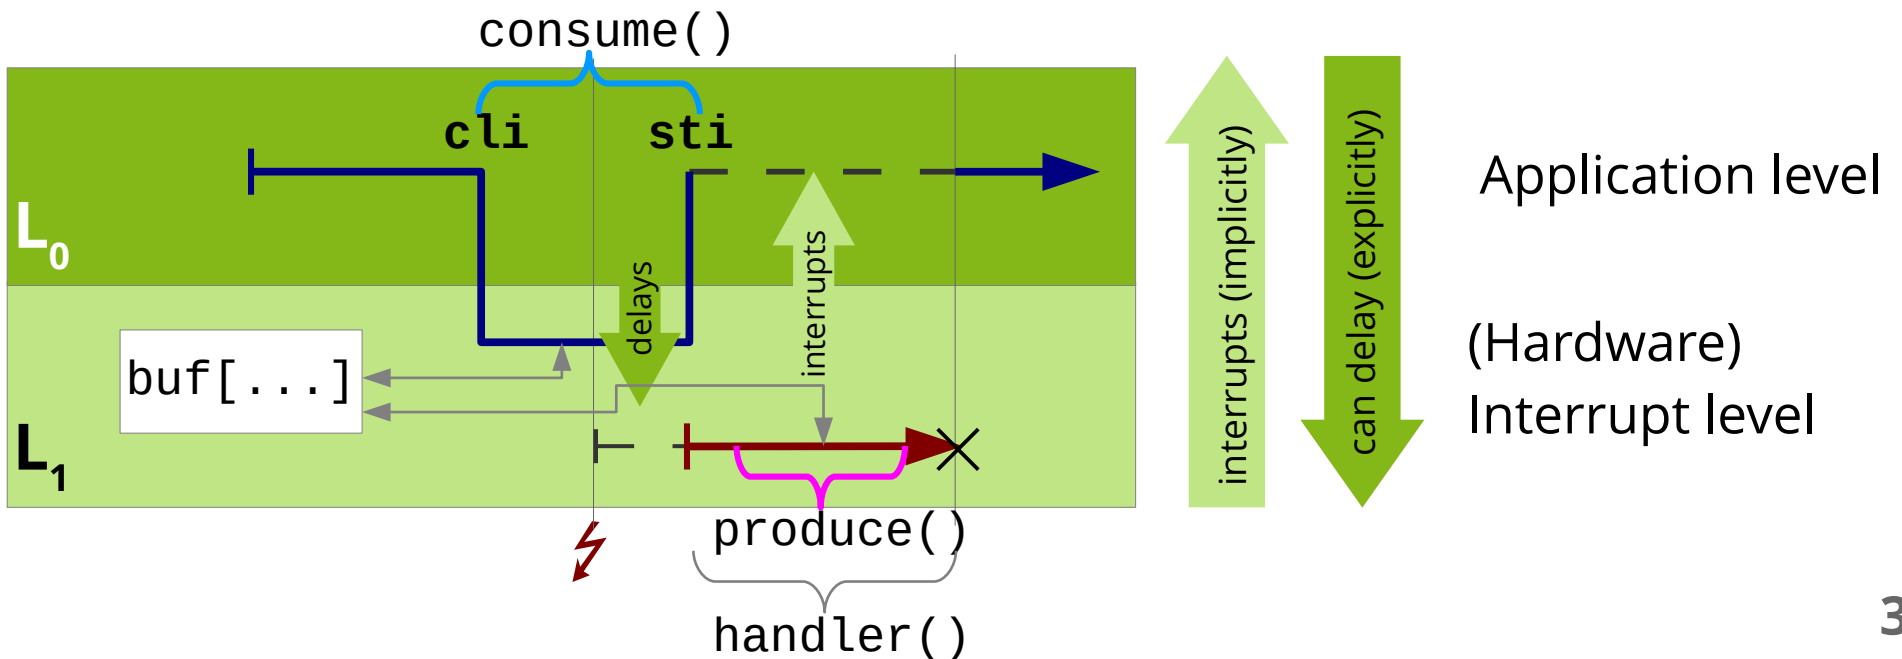 consume()
cli
sti
L0
delays
interrupts
buf[...]
L1
produce()
handler()
interrupts (implicitly)
can delay (explicitly)
Application level
(Hardware)
Interrupt level
3